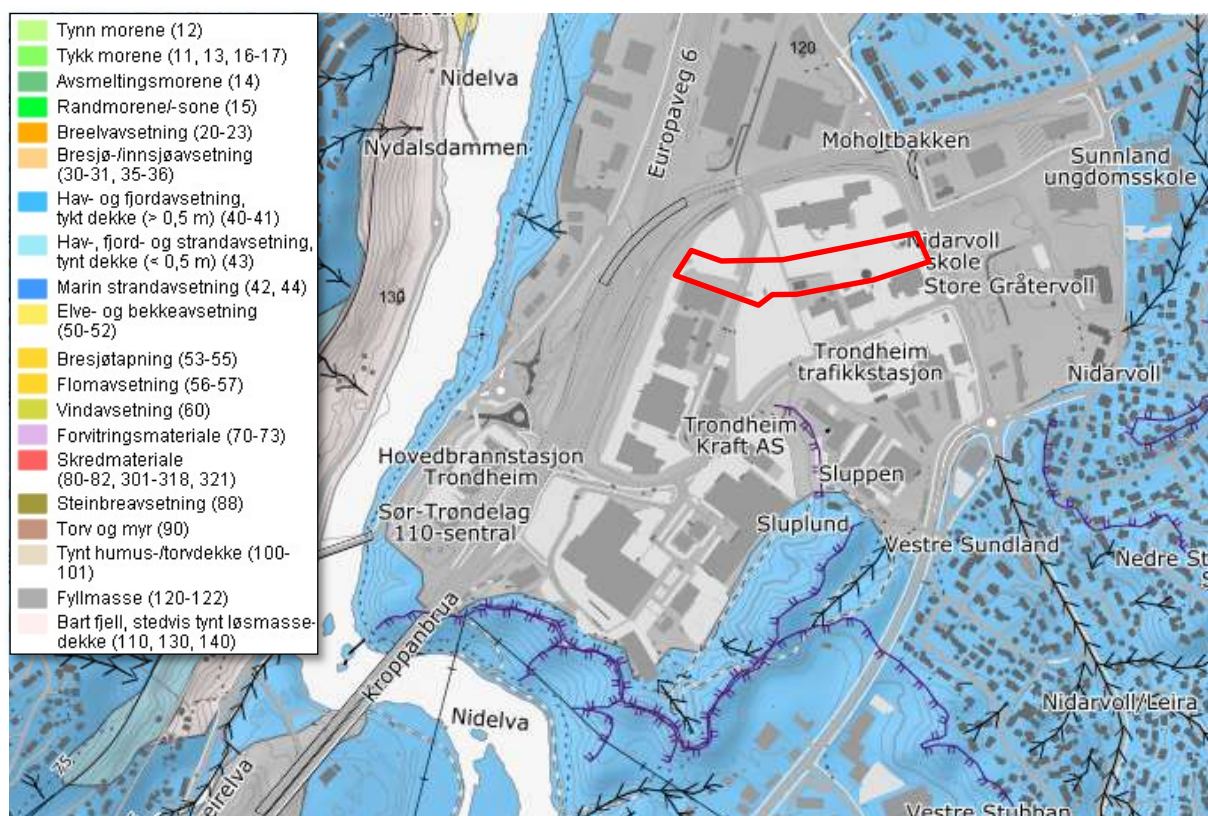 Tynn morene (12)
Tykk morene (11, 13, 16-17)
Avsmeltingsmorene (14)
Randmorene/-sone (15)
Breelvavsetning (20-23)
Bresjø-/innsjøavsetning
(30-31, 35-36)
Hav- og fjordavsetning,
tykt dekke (> 0,5 m) (40-41)
Hav-, fjord- og strandavsetning,
tynt dekke (< 0,5 m) (43)
Marin strandavsetning (42, 44)
Elve- og bekkeavsetning
(50-52)
Bresjøtapning (53-55)
Flomavsetning (56-57)
Vindavsetning (60)
Forvitringsmateriale (70-73)
Skredmateriale
(80-82, 301-318, 321)
Steinbreavsetning (88)
Torv og myr (90)
Tynt humus-/torvdekke (100-
101)
Fyllmasse (120-122)
Bart fjell, stedvis tynt løsmasse-
dekke (110, 130, 140)
Nidelva
Nydalsdammen
Europaveg 6
120
Moholtbakken
Sunnland
ungdomsskole
Nidarvoll
skole
Store Gråtervoll
130
Trondheim
trafikkstasjon
Nidarvoll
Trondheim
Kraft AS
Hovedbrannstasjon
Trondheim
Sluppen
Sør-Trøndelag
110-sentral
Sluplund
Vestre Sundland
Nedre St
Kroppanbrua
Nidelva
Nidarvoll/Leira
75
eirelva
Vestre Stubban